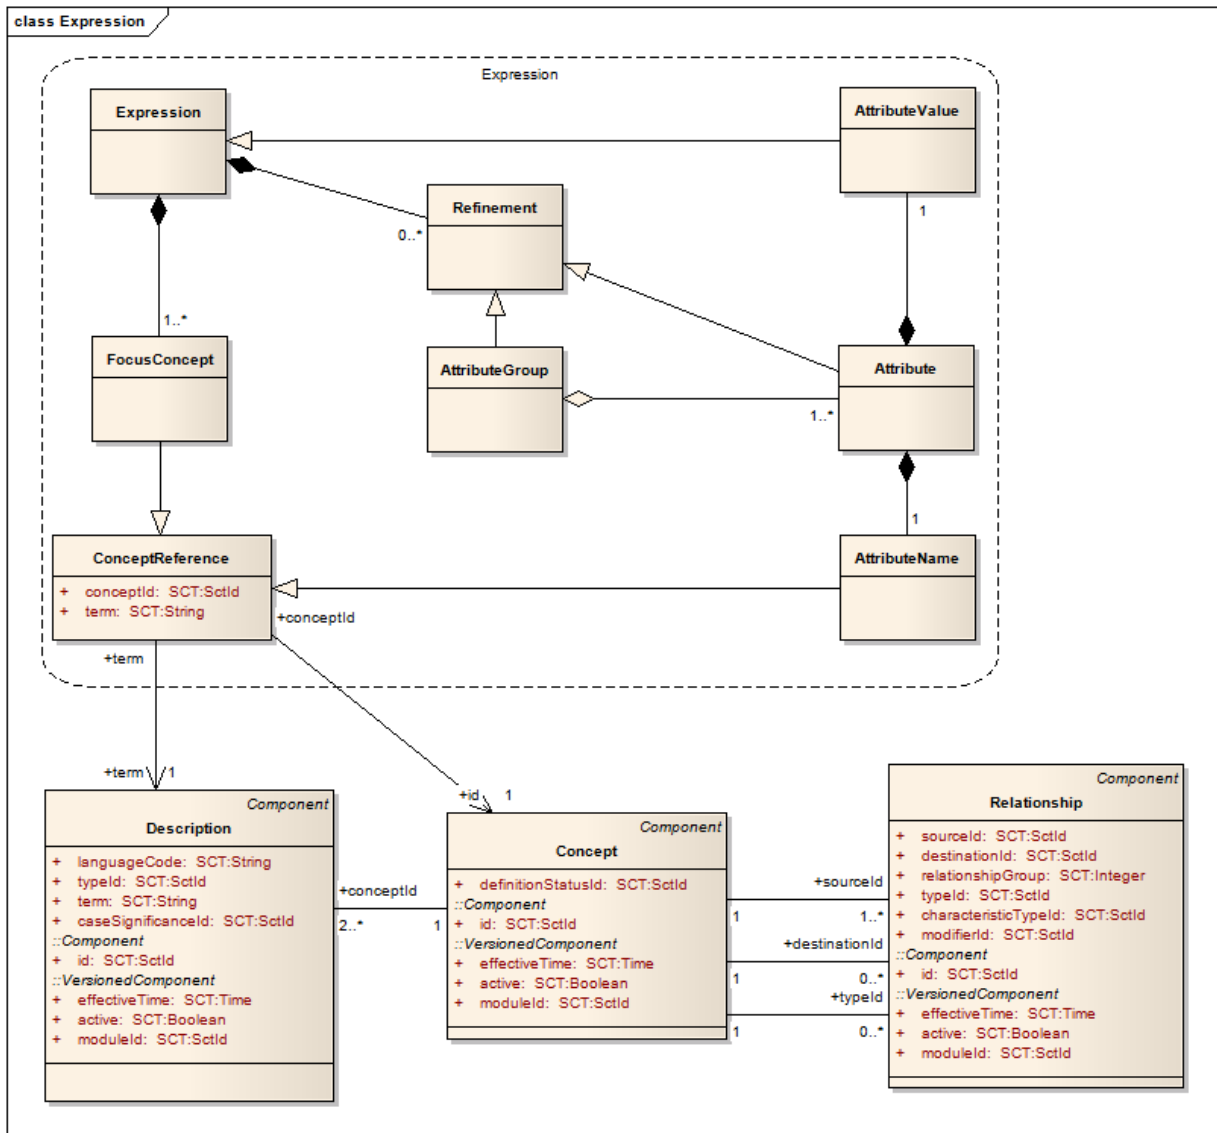 class Expression
Expression
Expression
AttributeValue
Refinement
1
0..*
1..*
FocusConcept
AttributeGroup
Attribute
1..*
1
ConceptReference
+ conceptId: SCT:SctId
+ term: SCT:String
AttributeName
+conceptId
+term
+term
1
+id
1
Component
Description
+ languageCode: SCT:String
+ typeId: SCT:SctId
+ term: SCT:String
+ caseSignificanceId: SCT:SctId
::Component
+ id: SCT:SctId
::VersionedComponent
+ effectiveTime: SCT:Time
+ active: SCT:Boolean
+ moduleId: SCT:SctId
+conceptId
2..*
1
Component
Concept
+ definitionStatusId: SCT:SctId
::Component
+ id: SCT:SctId
::VersionedComponent
+ effectiveTime: SCT:Time
+ active: SCT:Boolean
+ moduleId: SCT:SctId
+sourceId
1
1..*
+destinationId
1
0..*
+typeId
1
0..*
Component
Relationship
+ sourceId: SCT:SctId
+ destinationId: SCT:SctId
+ relationshipGroup: SCT:Integer
+ typeId: SCT:SctId
+ characteristicTypeId: SCT:SctId
+ modifierId: SCT:SctId
::Component
+ id: SCT:SctId
::VersionedComponent
+ effectiveTime: SCT:Time
+ active: SCT:Boolean
+ moduleId: SCT:SctId